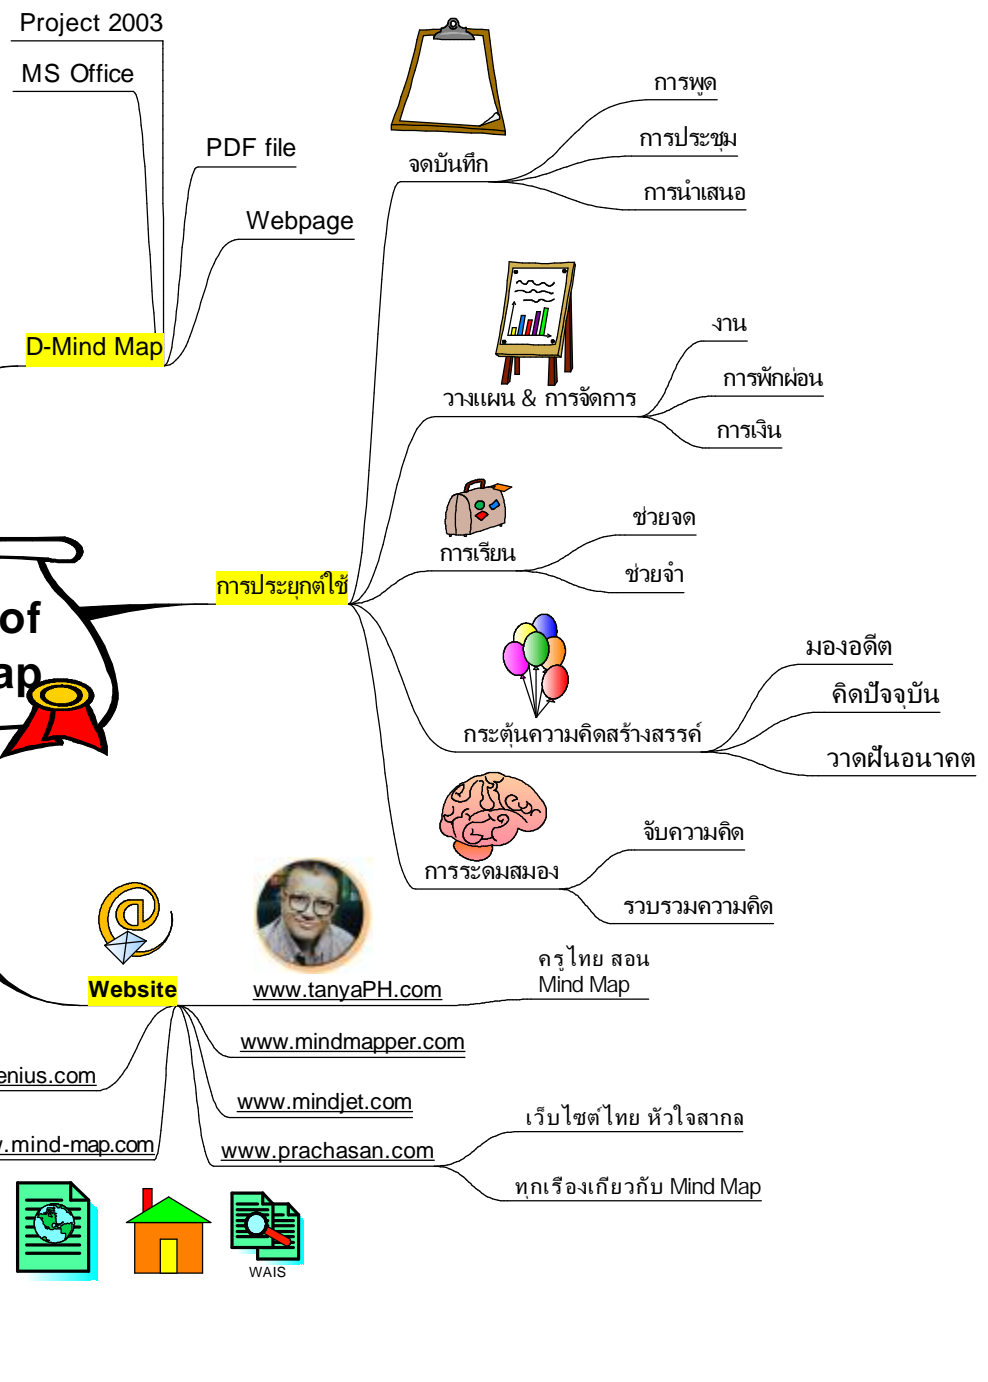 Project 2003
MS Office
PDF file
Webpage
D-Mind Map
จดบันทึก
การพูด
การประชุม
การนำเสนอ
วางแผน & การจัดการ
งาน
การพักผ่อน
การเงิน
การเรียน
ช่วยจด
ช่วยจำ
การประยุกต์ใช้
of
ap
กระตุ้นความคิดสร้างสรรค์
มองอดีต
คิดปัจจุบัน
วาดฝันอนาคต
การระดมสมอง
จับความคิด
รวบรวมความคิด
Website
www.tanyaPH.com
ครูไทย สอน
Mind Map
www.mindmapper.com
enius.com
www.mindjet.com
w.mind-map.com
www.prachasan.com
เว็บไซต์ไทย หัวใจสากล
ทุกเรื่องเกี่ยวกับ Mind Map
WAIS